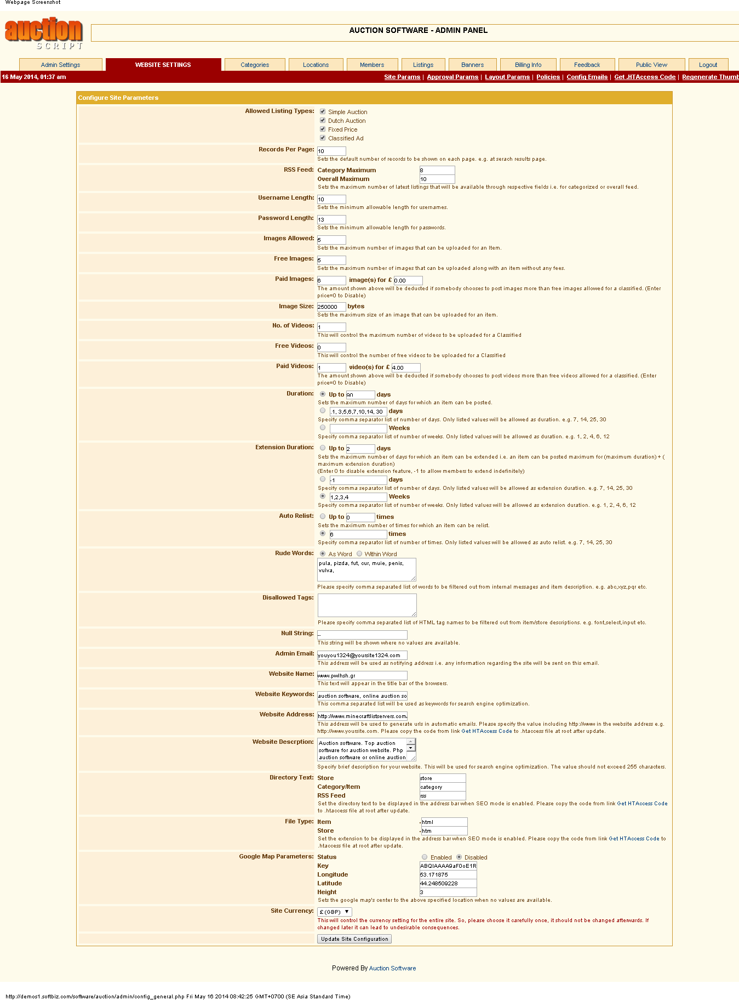 Webpage Screenshot
auction
SCRIPT
AUCTION SOFTWARE - ADMIN PANEL
Admin Settings WEBSITE SETTINGS Categories Locations Members Listings Banners Billing Info Feedback Public View Logout
16 May 2014, 01:37 am Site Params | Approval Params | Layout Params | Policies | Config Emails | Get .HTAccess Code | Regenerate Thumb
Configure Site Parameters
Allowed Listing Types: Simple Auction
Dutch Auction
Fixed Price
Classified Ad
Records Per Page: 10
Sets the default number of records to be shown on each page. e.g. at serach results page.
RSS Feed: Category Maximum 8
Overall Maximum 10
Sets the maximum number of latest listings that will be available through respective fields i.e. for categorized or overall feed.
Username Length: 10
Sets the minimum allowable length for usernames.
Password Length: 13
Sets the minimum allowable length for passwords.
Images Allowed: 5
Sets the maximum number of images that can be uploaded for an Item.
Free Images: 5
Sets the maximum number of images that can be uploaded along with an item without any fees.
Paid Images: 6 image(s) for £ 0.00
The amount shown above will be deducted if somebody chooses to post images more than free images allowed for a classified. (Enter
price=0 to Disable)
Image Size: 250000 bytes
Sets the maximum size of an image that can be uploaded for an item.
No. of Videos: 1
This will control the maximum number of videos to be uploaded for a Classified
Free Videos: 0
This will control the number of free videos to be uploaded for a Classified
Paid Videos: 1 video(s) for £ 4.00
The amount shown above will be deducted if somebody chooses to post videos more than free videos allowed for a classified. (Enter
price=0 to Disable)
Duration: Up to 90 days
Sets the maximum number of days for which an item can be posted.
.1, 3,5,6,7,10,14, 30 days
Specify comma separator list of number of days. Only listed values will be allowed as duration. e.g. 7, 14, 25, 30
Weeks
Specify comma separator list of number of weeks. Only listed values will be allowed as duration. e.g. 1, 2, 4, 6, 12
Extension Duration: Up to 2 days
Sets the maximum number of days for which an item can be extended i.e. an item can be posted maximum for (maximum duration) + (
maximum extension duration)
(Enter 0 to disable extension feature, -1 to allow members to extend indefinitely)
-1 days
Specify comma separator list of number of days. Only listed values will be allowed as extension duration. e.g. 7, 14, 25, 30
1,2,3,4 Weeks
Specify comma separator list of number of weeks. Only listed values will be allowed as extension duration. e.g. 1, 2, 4, 6, 12
Auto Relist: Up to 0 times
Sets the maximum number of times for which an item can be relist.
6 times
Specify comma separator list of number of times. Only listed values will be allowed as auto relist. e.g. 7, 14, 25, 30
Rude Words: As Word Within Word
pula, pizda, fut, cur, muie, penis,
vulva,
Please specify comma separated list of words to be filtered out from internal messages and item description. e.g. abc,xyz,pqr etc.
Disallowed Tags:
Please specify comma separated list of HTML tag names to be filtered out from item/store descriptions. e.g. font,select,input etc.
Null String: --
This string will be shown where no values are available.
Admin Email: youyou1324@yoursite1324.com
This address will be used as notifying address i.e. any information regarding the site will be sent on this email.
Website Name: www.pwlhsh.gr
This text will appear in the title bar of the browsers.
Website Keywords: auction software, online auction so
This comma separated list will be used as keywords for search engine optimization.
Website Address: http://www.minecraftlistservers.com/
This address will be used to generate urls in automatic emails. Please specify the value including http://www in the website address e.g.
http://www.yoursite.com. Please copy the code from link Get HTAccess Code to .htaccess file at root after update.
Website Descrption: Auction software. Top auction
software for auction website. Php
auction software or online auction
Specify brief description for your website. This will be used for search engine optimization. The value should not exceed 255 characters.
Directory Text: Store store
Category/Item category
RSS Feed rss
Set the directory text to be displayed in the address bar when SEO mode is enabled. Please copy the code from link Get HTAccess Code
to .htaccess file at root after update.
File Type: Item .html
Store .htm
Set the extension to be displayed in the address bar when SEO mode is enabled. Please copy the code from link Get HTAccess Code to
.htaccess file at root after update.
Google Map Parameters: Status Enabled Disabled
Key ABQIAAAA9aF0oE1R
Longitude 53.171875
Latitude 44.248509228
Height 3
Sets the google map's center to the above specified location when no values are available.
Site Currency: £ (GBP)
This will control the currency setting for the entire site. So, please choose it carefully once, it should not be changed afterwards. If
changed later it can lead to undesirable consequences.
Update Site Configuration
Powered By Auction Software
http://demos1.softbiz.com/software/auction/admin/config_general.php Fri May 16 2014 08:42:25 GMT+0700 (SE Asia Standard Time)